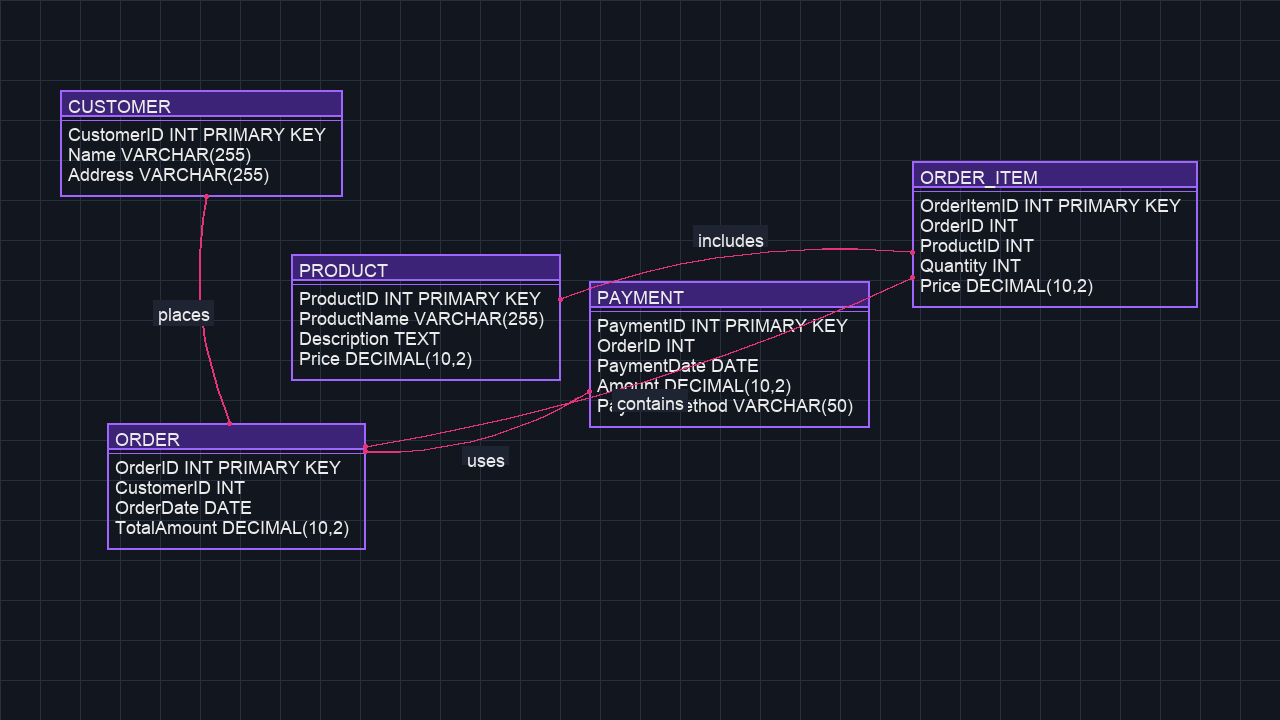 CUSTOMER
CustomerID INT PRIMARY KEY
Name VARCHAR(255)
Address VARCHAR(255)
ORDER_ITEM
OrderItemID INT PRIMARY KEY
OrderID INT
ProductID INT
Quantity INT
Price DECIMAL(10,2)
includes
PRODUCT
ProductID INT PRIMARY KEY
ProductName VARCHAR(255)
Description TEXT
Price DECIMAL(10,2)
PAYMENT
PaymentID INT PRIMARY KEY
OrderID INT
PaymentDate DATE
Amount DECIMAL(10,2)
VARCHAR(50)
contains
places
ORDER
OrderID INT PRIMARY KEY
CustomerID INT
OrderDate DATE
TotalAmount DECIMAL(10,2)
uses